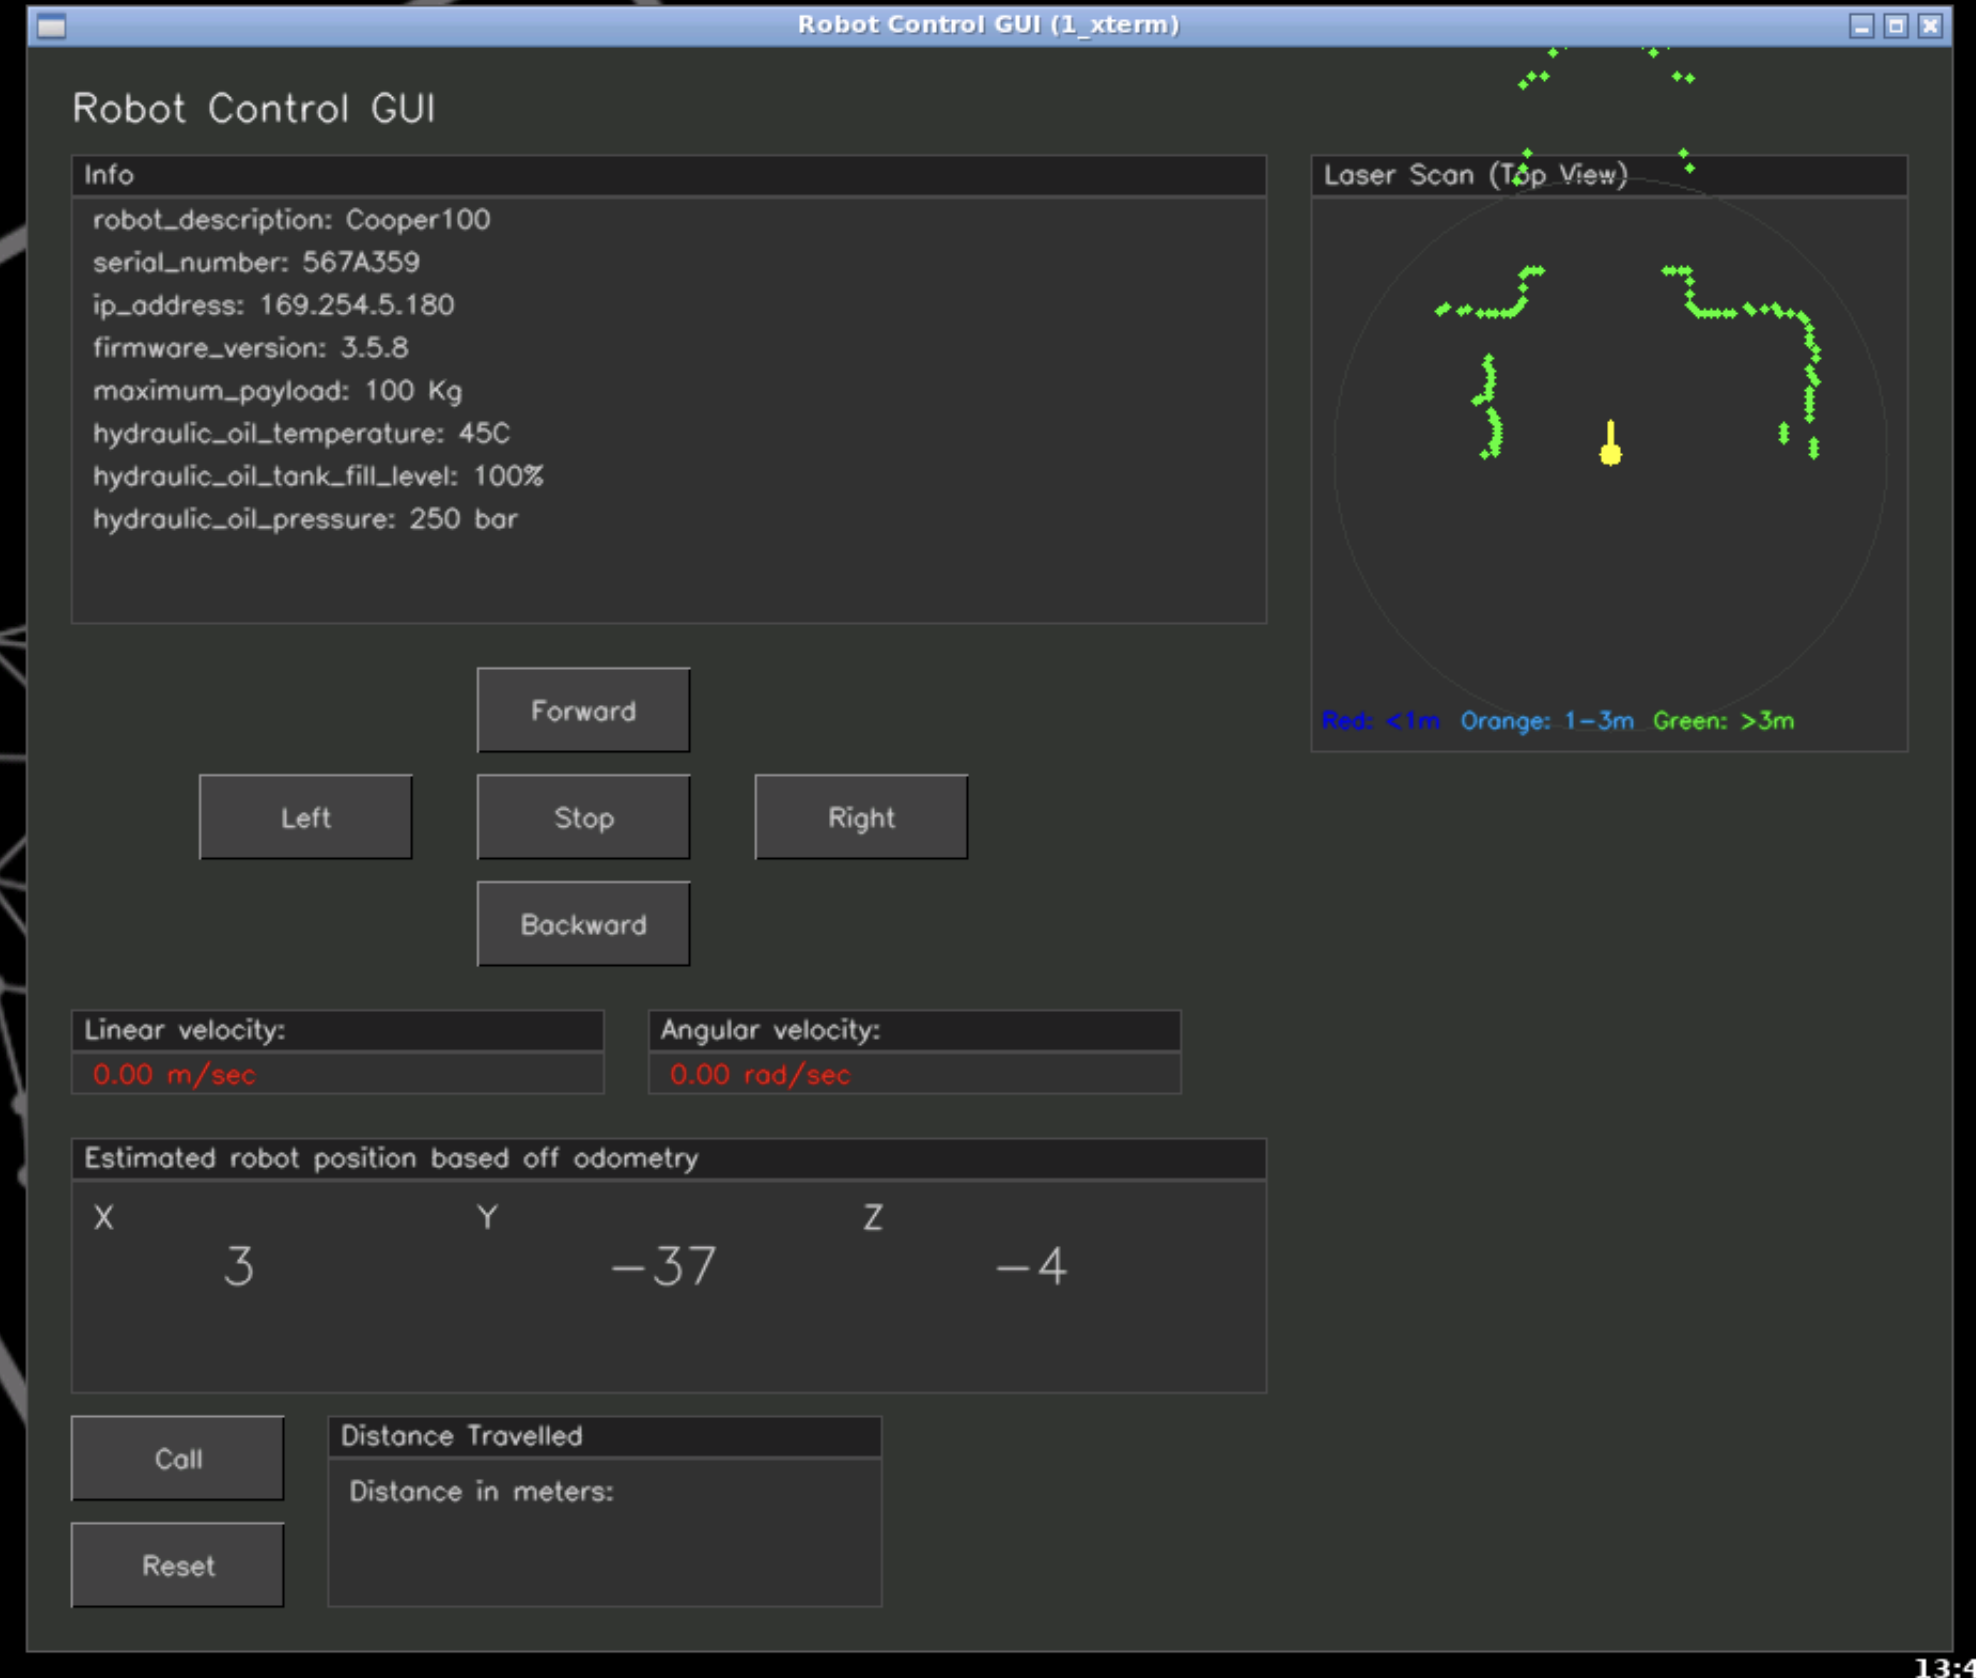 Robot Control GUI (1_xterm)
Robot Control GUI
Info
robot_description: Cooper100
serial_number: 567A359
ip_address: 169.254.5.180
firmware_version: 3.5.8
maximum_payload: 100 Kg
hydraulic_oil_temperature: 45C
hydraulic_oil_tank_fill_level: 100%
hydraulic_oil_pressure: 250 bar
Laser Scan (Top View)
Red: <1m Orange: 1-3m Green: >3m
Forward
Left Stop Right
Backward
Linear velocity:
0.00 m/sec
Angular velocity:
0.00 rad/sec
Estimated robot position based off odometry
X Y Z
3 -37 -4
Call
Reset
Distance Travelled
Distance in meters: